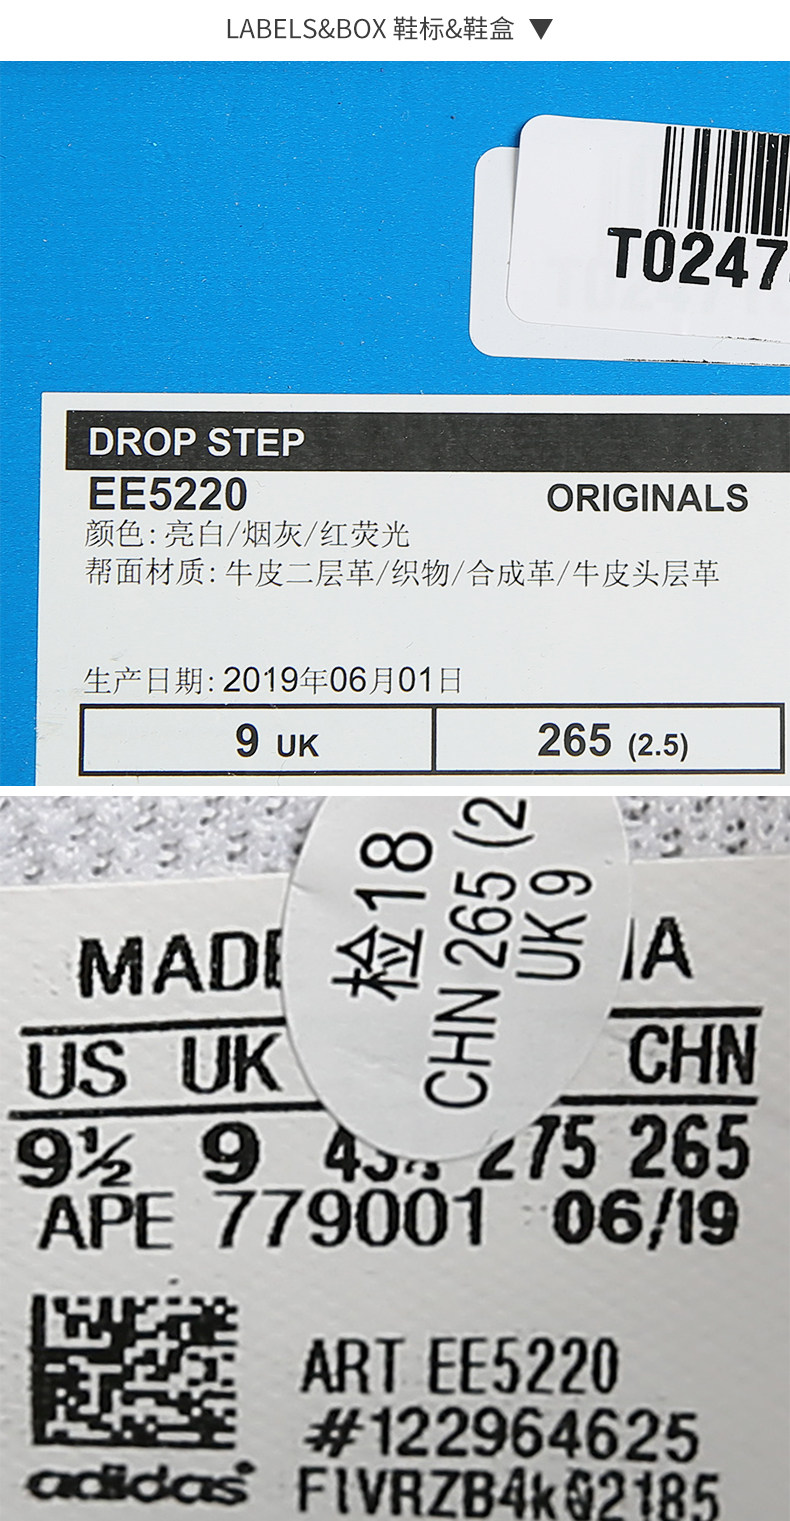 LABELS&BOX 鞋标&鞋盒 ▼
T0247
DROP STEP
EE5220 ORIGINALS
颜色: 亮白/烟灰/红荧光
帮面材质: 牛皮二层革/织物/合成革/牛皮头层革
生产日期: 2019年06月01日
9 UK 265 (2.5)
检18
CHN 265 (2
UK 9
MADE
US UK CHN
9½ 9 275 265
APE 779001 06/19
ART EE5220
#122964625
adidas